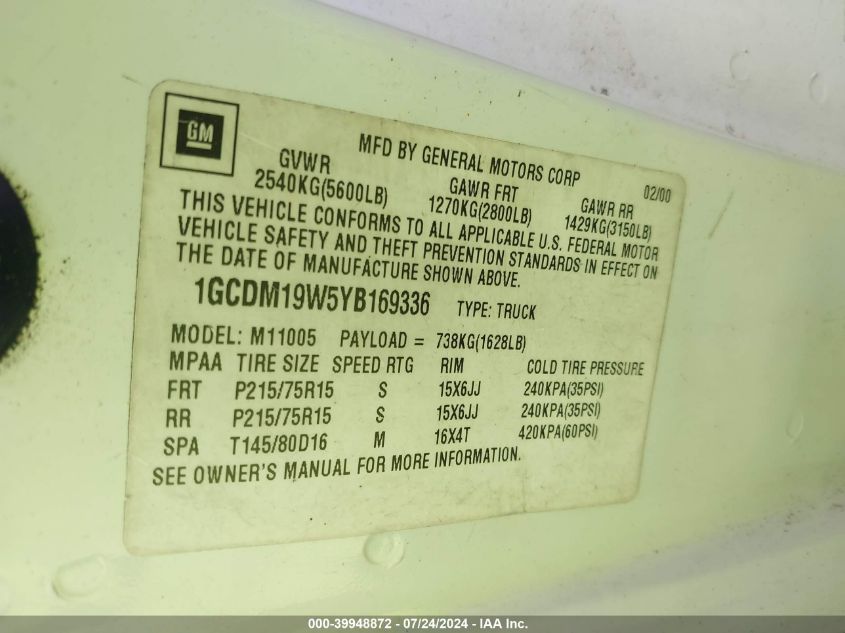 GM
MFD BY GENERAL MOTORS CORP 02/00
GVWR GAWR FRT GAWR RR
2540KG(5600LB) 1270KG(2800LB) 1429KG(3150LB)
THIS VEHICLE CONFORMS TO ALL APPLICABLE U.S. FEDERAL MOTOR
VEHICLE SAFETY AND THEFT PREVENTION STANDARDS IN EFFECT ON
THE DATE OF MANUFACTURE SHOWN ABOVE.
1GCDM19W5YB169336 TYPE: TRUCK
MODEL: M11005 PAYLOAD = 738KG(1628LB)
MPAA TIRE SIZE SPEED RTG RIM COLD TIRE PRESSURE
FRT P215/75R15 S 15X6JJ 240KPA(35PSI)
RR P215/75R15 S 15X6JJ 240KPA(35PSI)
SPA T145/80D16 M 16X4T 420KPA(60PSI)
SEE OWNER'S MANUAL FOR MORE INFORMATION.
000-39948872 - 07/24/2024 - IAA Inc.